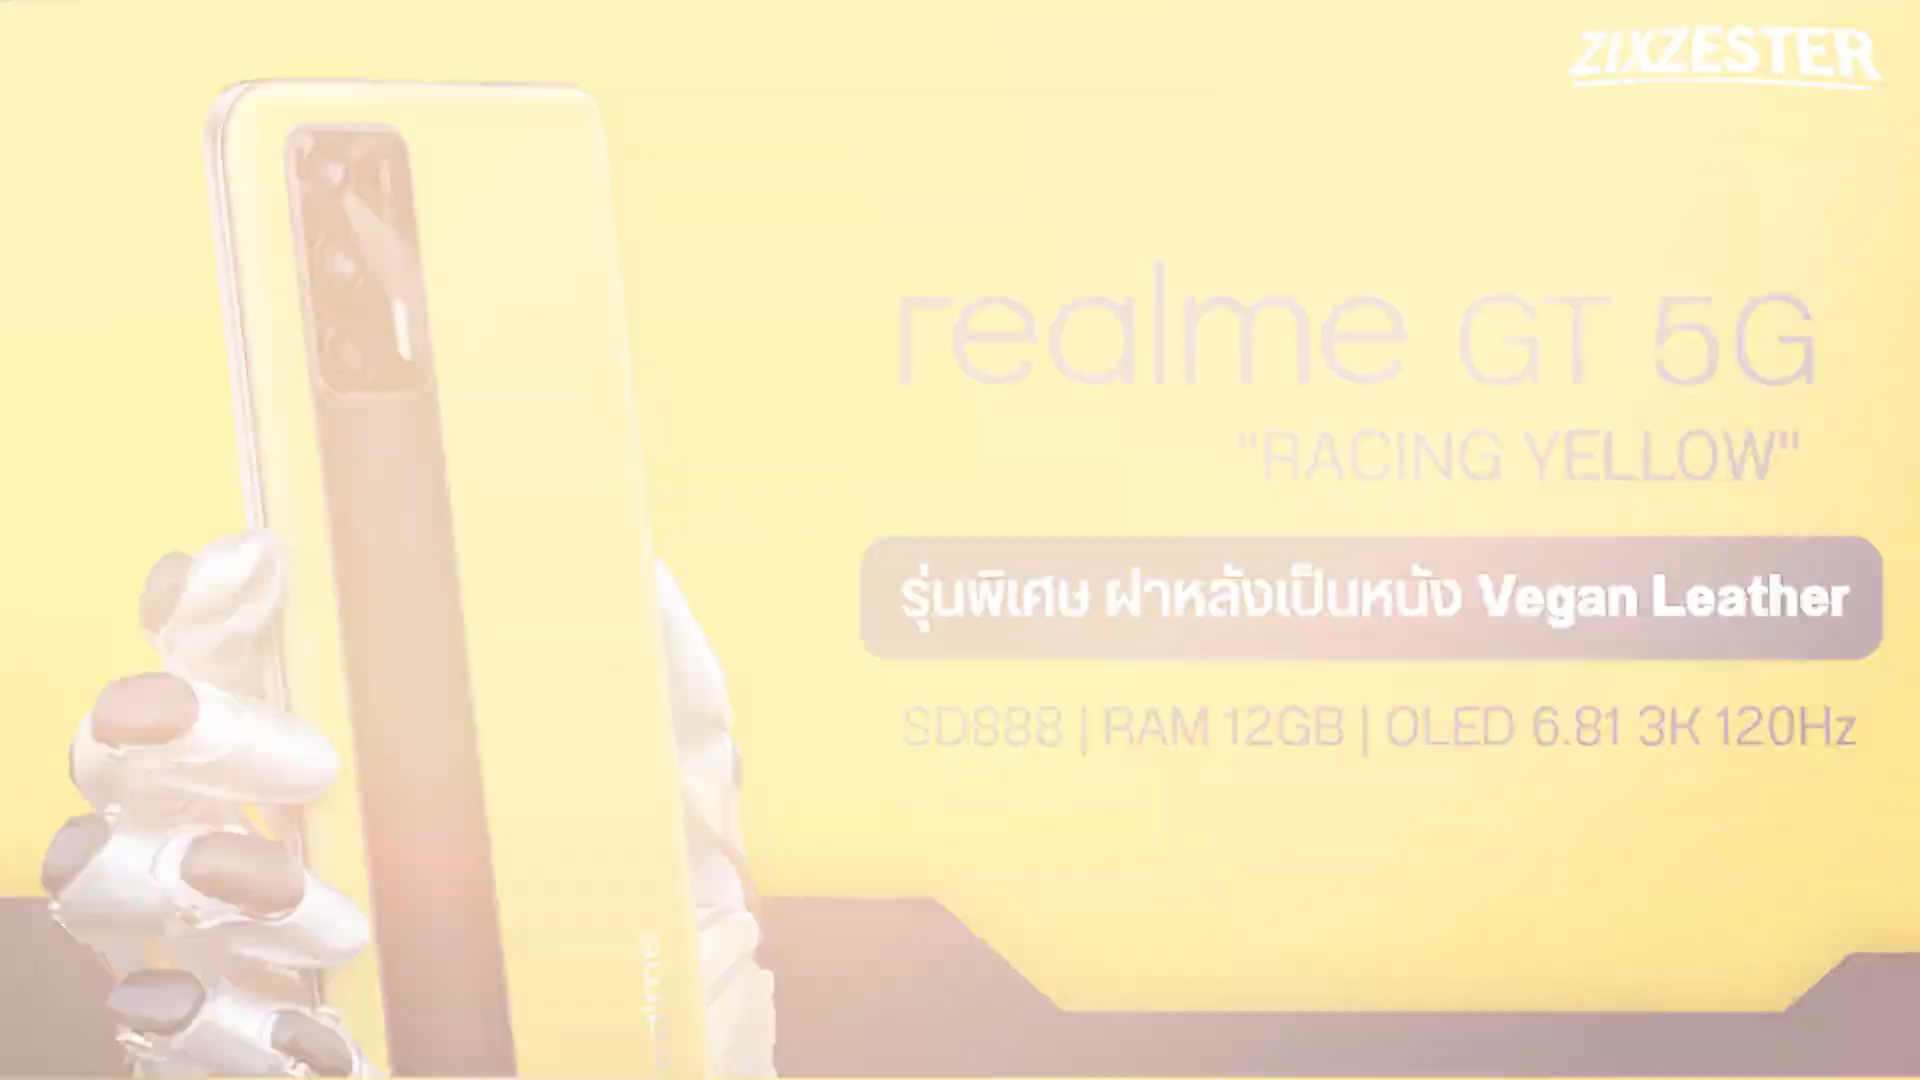 ZIXZESTER
realme GT 5G
"RACING YELLOW"
รุ่นพิเศษ ฝาหลังเป็นหนัง Vegan Leather
SD888 | RAM 12GB | OLED 6.81 3K 120Hz
realme